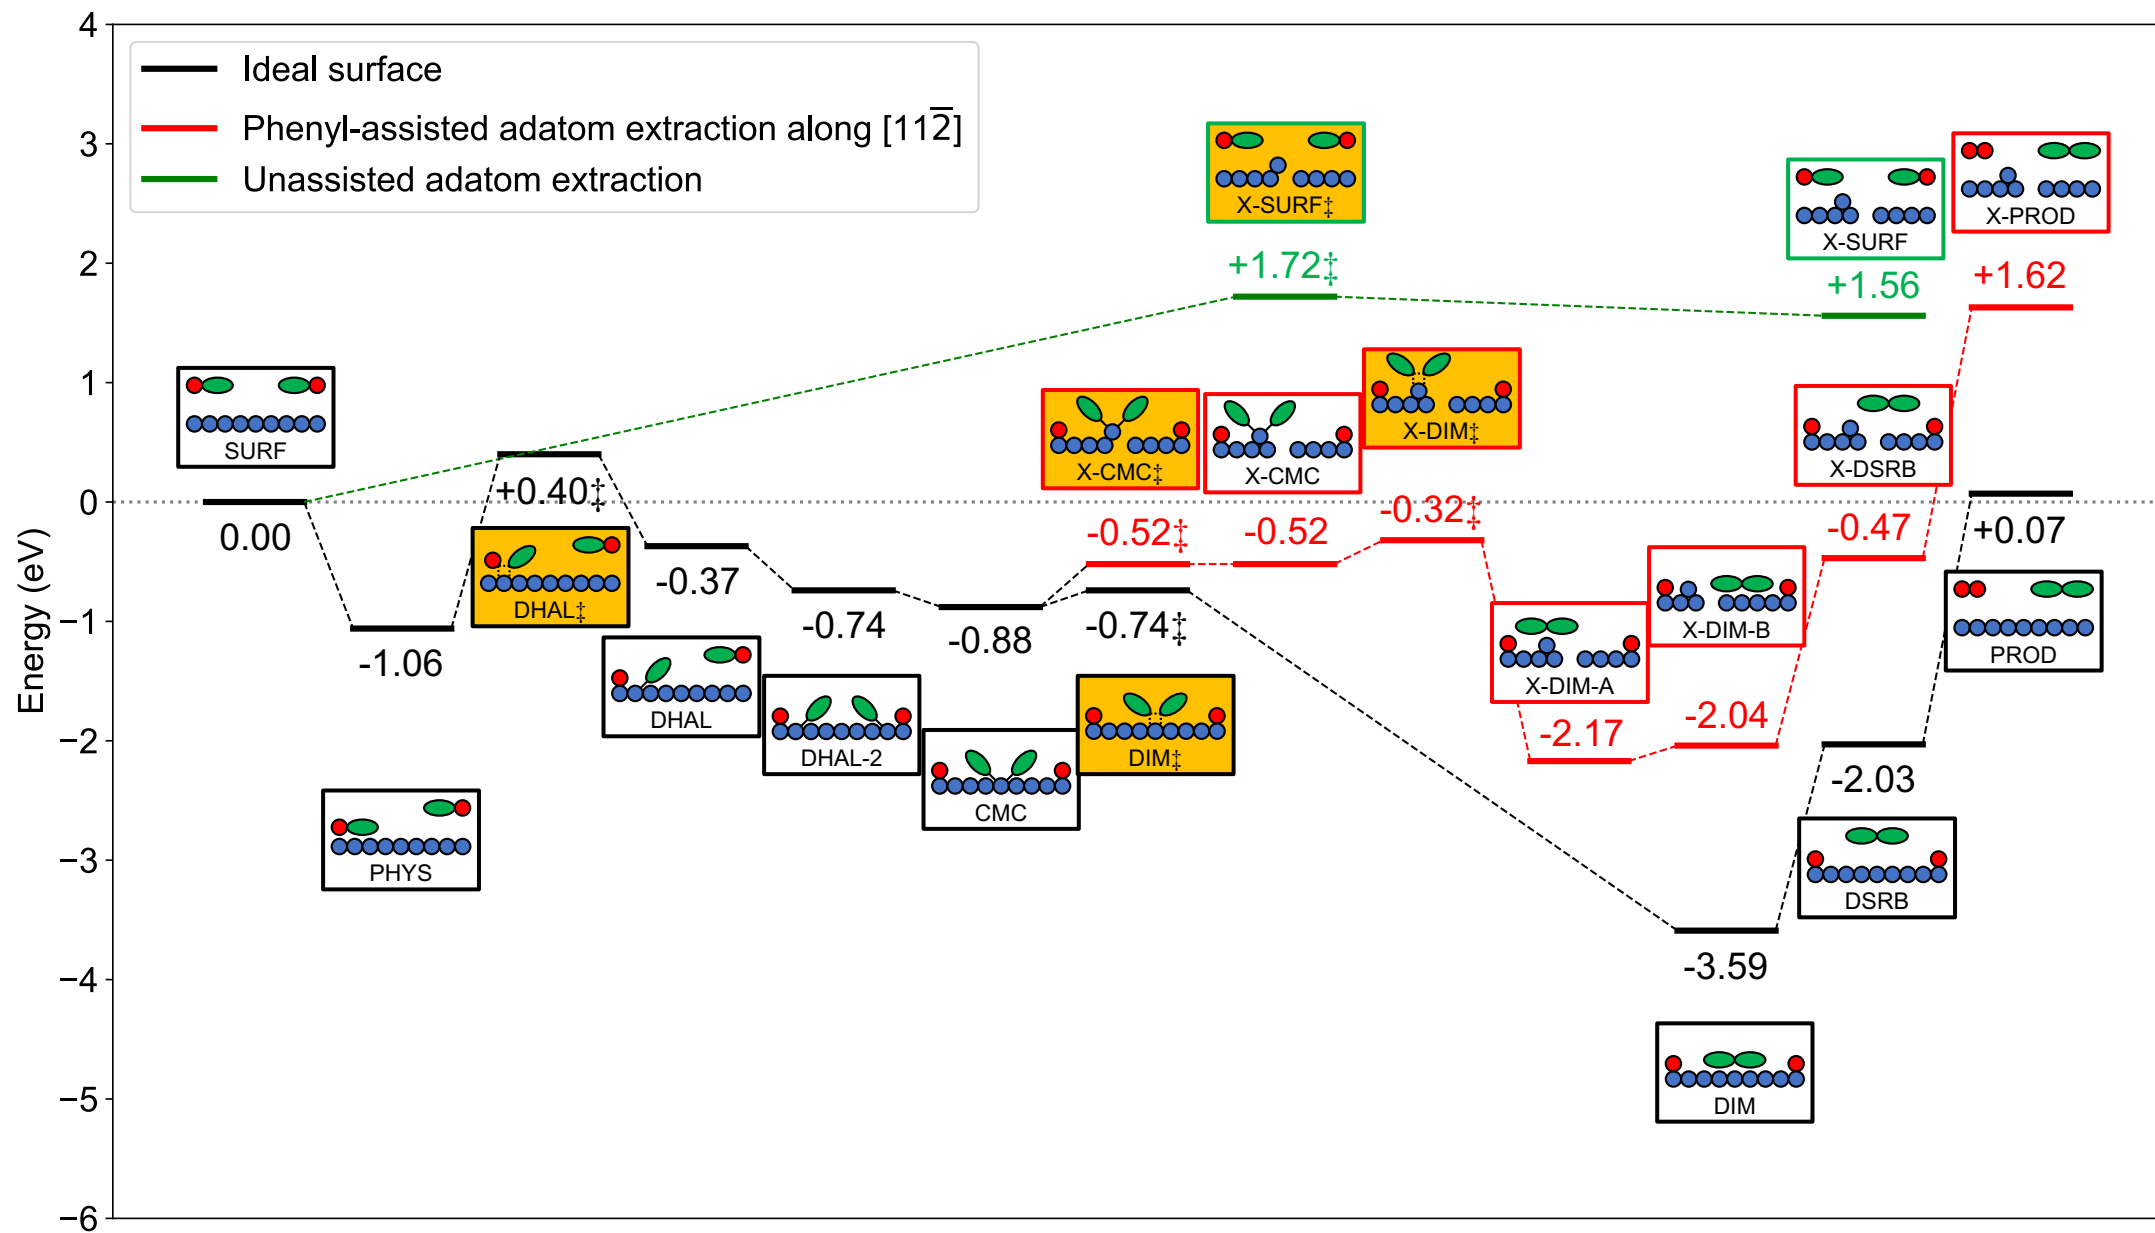 4
3
2
1
0
−1
−2
−3
−4
−5
−6
Energy (eV)
Ideal surface
Phenyl-assisted adatom extraction along [112̅]
Unassisted adatom extraction
SURF
0.00
-1.06
PHYS
+0.40‡
DHAL‡
-0.37
DHAL
-0.74
DHAL-2
-0.88
CMC
-0.74‡
DIM‡
X-CMC‡
-0.52‡
X-CMC
-0.52
X-SURF‡
+1.72‡
X-DIM‡
-0.32‡
X-DIM-A
-2.17
X-DIM-B
-2.04
-3.59
DIM
X-SURF
+1.56
X-DSRB
-0.47
-2.03
DSRB
X-PROD
+1.62
+0.07
PROD